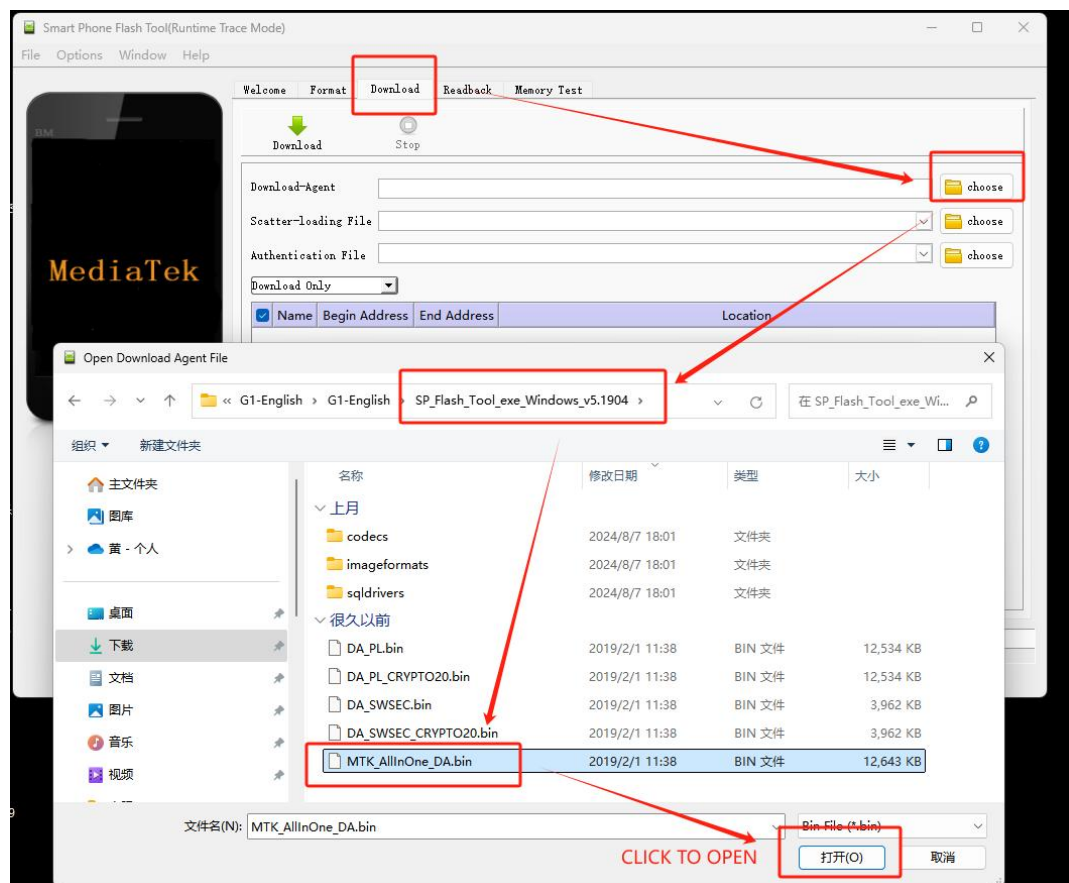 Smart Phone Flash Tool(Runtime Trace Mode)
File Options Window Help
Welcome Format Download Readback Memory Test
BM
Download Stop
Download-Agent choose
Scatter-loading File choose
Authentication File choose
MediaTek
Download Only
Name Begin Address End Address Location
Open Download Agent File
« G1-English › G1-English › SP_Flash_Tool_exe_Windows_v5.1904 › 在 SP_Flash_Tool_exe_Wi...
组织 新建文件夹
名称 修改日期 类型 大小
主文件夹
图库
黄 - 个人
桌面
下载
文档
图片
音乐
视频
上月
codecs 2024/8/7 18:01 文件夹
imageformats 2024/8/7 18:01 文件夹
sqldrivers 2024/8/7 18:01 文件夹
很久以前
DA_PL.bin 2019/2/1 11:38 BIN 文件 12,534 KB
DA_PL_CRYPTO20.bin 2019/2/1 11:38 BIN 文件 12,534 KB
DA_SWSEC.bin 2019/2/1 11:38 BIN 文件 3,962 KB
DA_SWSEC_CRYPTO20.bin 2019/2/1 11:38 BIN 文件 3,962 KB
MTK_AllInOne_DA.bin 2019/2/1 11:38 BIN 文件 12,643 KB
文件名(N): MTK_AllInOne_DA.bin Bin File (*.bin)
CLICK TO OPEN 打开(O) 取消